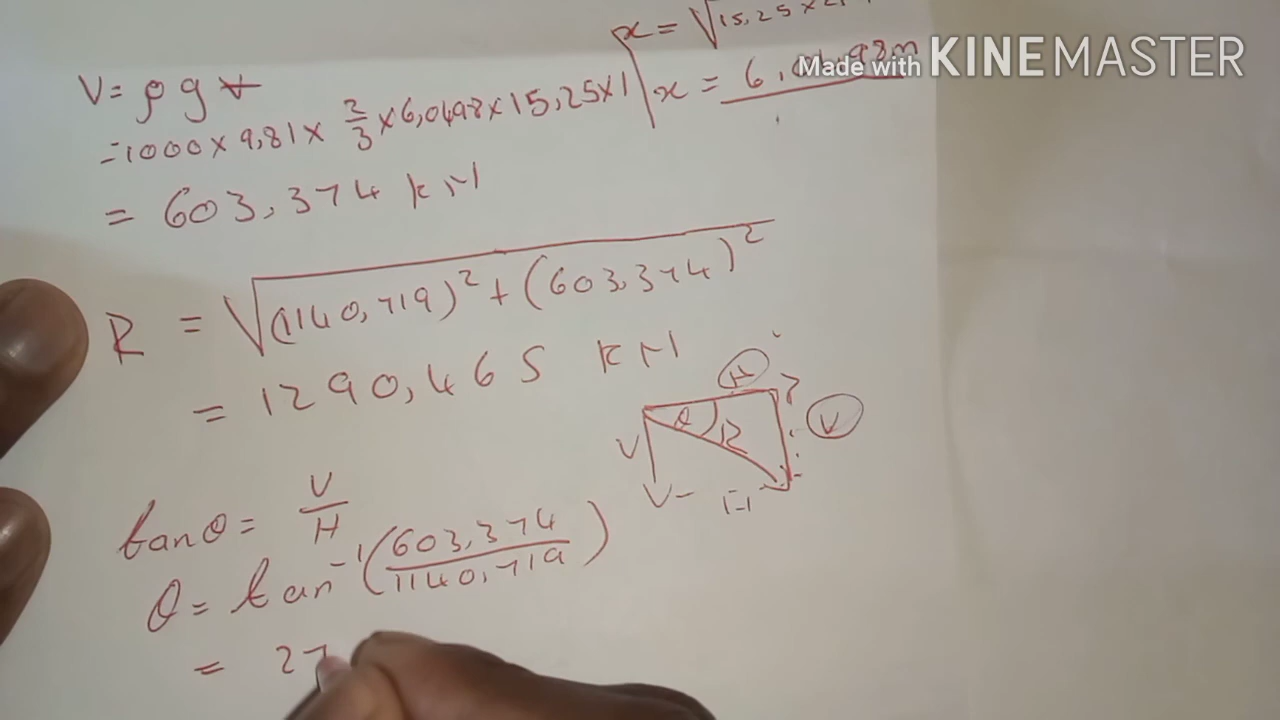 x = √15,25 × 2
Made with KINEMASTER
V = ρ g V
x = 6, 98m
= 1000 × 9,81 × 2/3 × 6,0498 × 15,25 × 1
= 603,374 kN
R = √(1140,719)² + (603,374)²
= 1290,465 kN
H
θ R V
V
V H
tan θ = V/H
θ = tan⁻¹(603,374/1140,719)
= 27